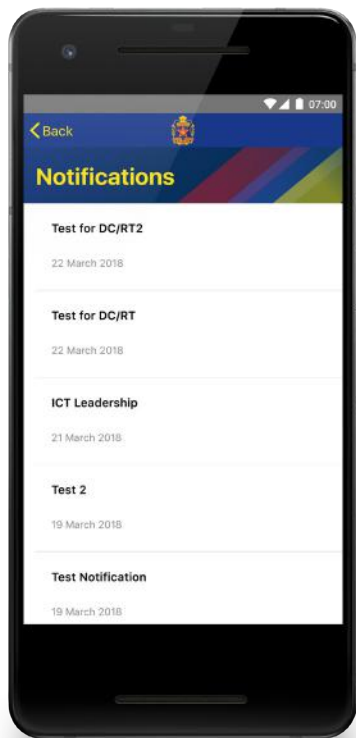 07:00
Back
Notifications
Test for DC/RT2
22 March 2018
Test for DC/RT
22 March 2018
ICT Leadership
21 March 2018
Test 2
19 March 2018
Test Notification
19 March 2018